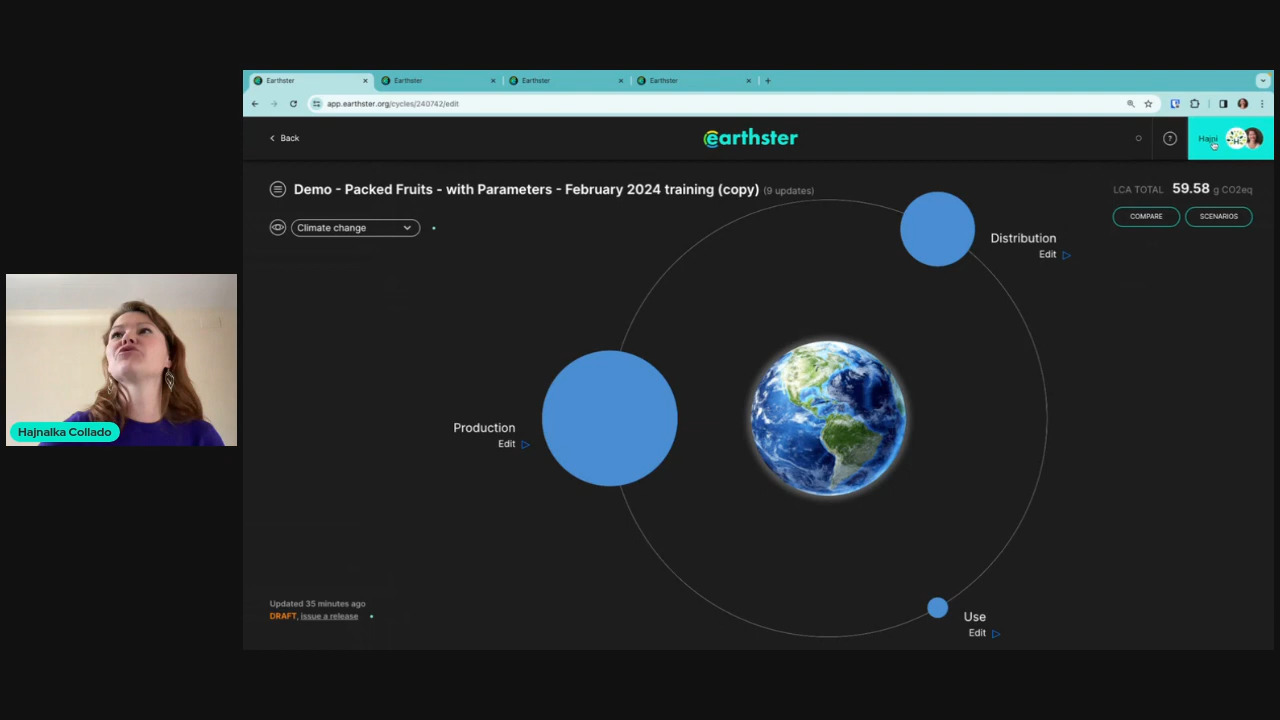 Earthster
Earthster
Earthster
Earthster
app.earthster.org/cycles/240742/edit
Back
earthster
Hajni
Demo - Packed Fruits - with Parameters - February 2024 training (copy) (9 updates)
LCA TOTAL 59.58 g CO2eq
COMPARE
SCENARIOS
Climate change
Distribution
Edit
Production
Edit
Hajnalka Collado
Updated 35 minutes ago
DRAFT, issue a release
Use
Edit